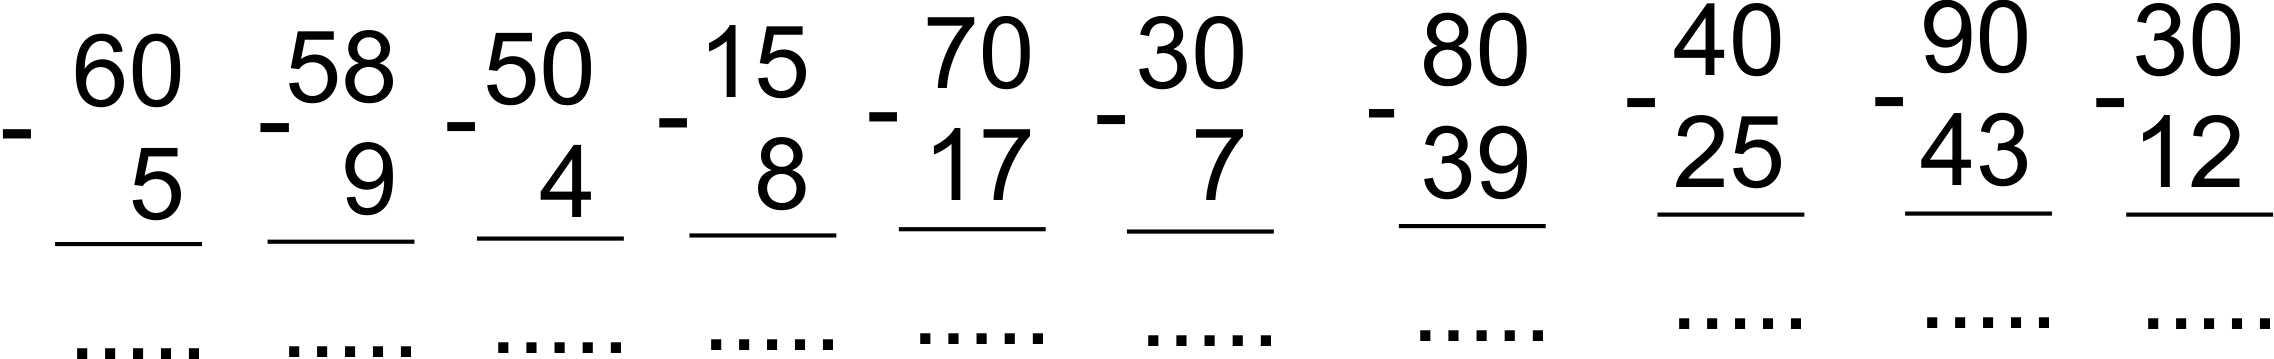 60 58 50 15 70 30 80 40 90 30
- - - - - - - - - -
5 9 4 8 17 7 39 25 43 12
..... ..... ..... ..... ..... ..... ..... ..... ..... .....